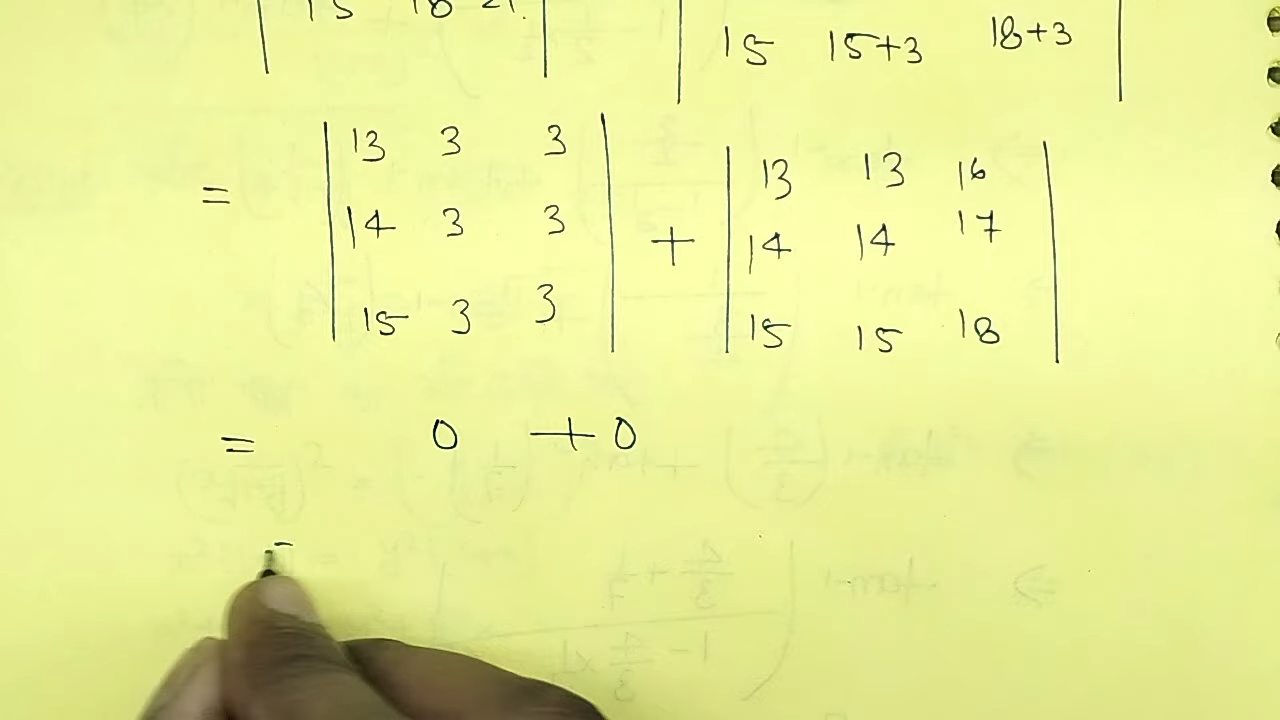 | 15 18 21 | | 15 15+3 18+3 |
= | 13 3 3 | + | 13 13 16 |
| 14 3 3 | | 14 14 17 |
| 15 3 3 | | 15 15 18 |
= 0 + 0